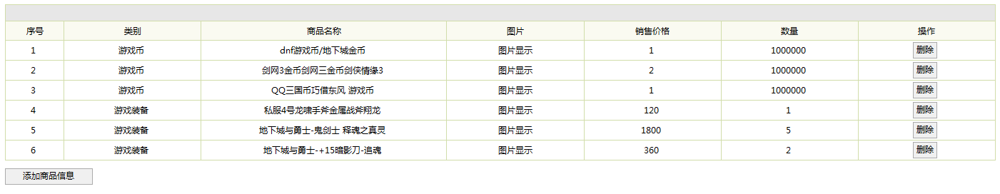 序号 类别 商品名称 图片 销售价格 数量 操作
1 游戏币 dnf游戏币/地下城金币 图片显示 1 1000000 删除
2 游戏币 剑网3金币剑网三金币剑侠情缘3 图片显示 2 1000000 删除
3 游戏币 QQ三国币巧借东风 游戏币 图片显示 1 1000000 删除
4 游戏装备 私服4号龙啸手斧金属战斧翔龙 图片显示 120 1 删除
5 游戏装备 地下城与勇士-鬼剑士 释魂之真灵 图片显示 1800 5 删除
6 游戏装备 地下城与勇士-+15暗影刀-追魂 图片显示 360 2 删除
添加商品信息